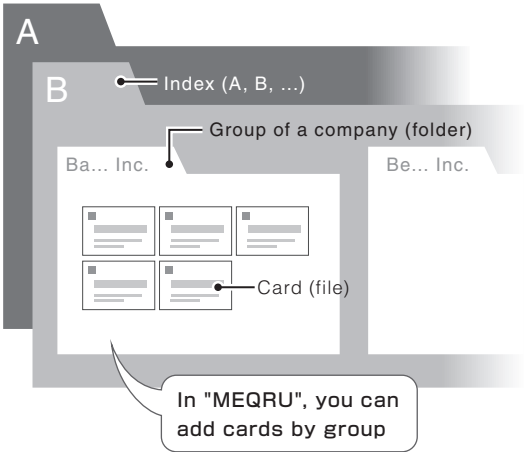 A
B
Index (A, B, ...)
Group of a company (folder)
Ba... Inc.
Be... Inc.
Card (file)
In "MEQRU", you can
add cards by group